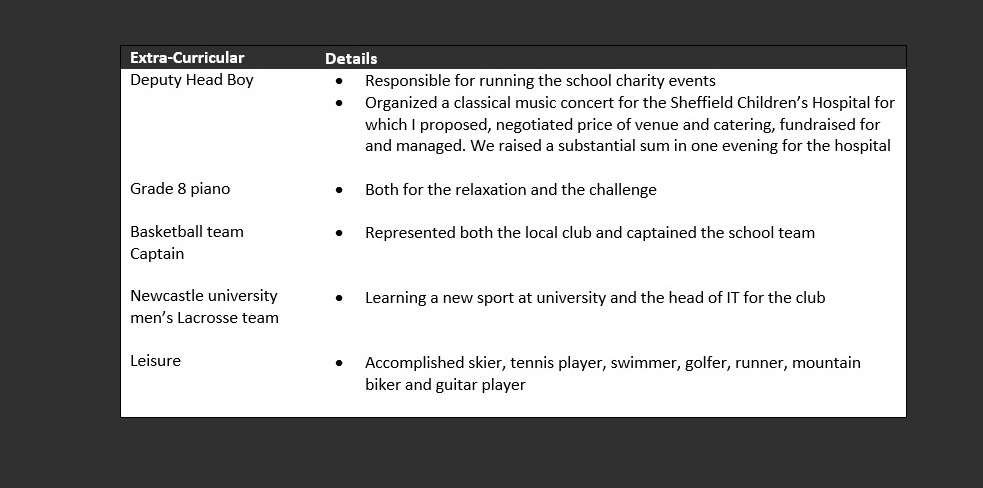 Extra-Curricular Details
Deputy Head Boy • Responsible for running the school charity events
• Organized a classical music concert for the Sheffield Children’s Hospital for
which I proposed, negotiated price of venue and catering, fundraised for
and managed. We raised a substantial sum in one evening for the hospital
Grade 8 piano • Both for the relaxation and the challenge
Basketball team • Represented both the local club and captained the school team
Captain
Newcastle university • Learning a new sport at university and the head of IT for the club
men’s Lacrosse team
Leisure • Accomplished skier, tennis player, swimmer, golfer, runner, mountain
biker and guitar player